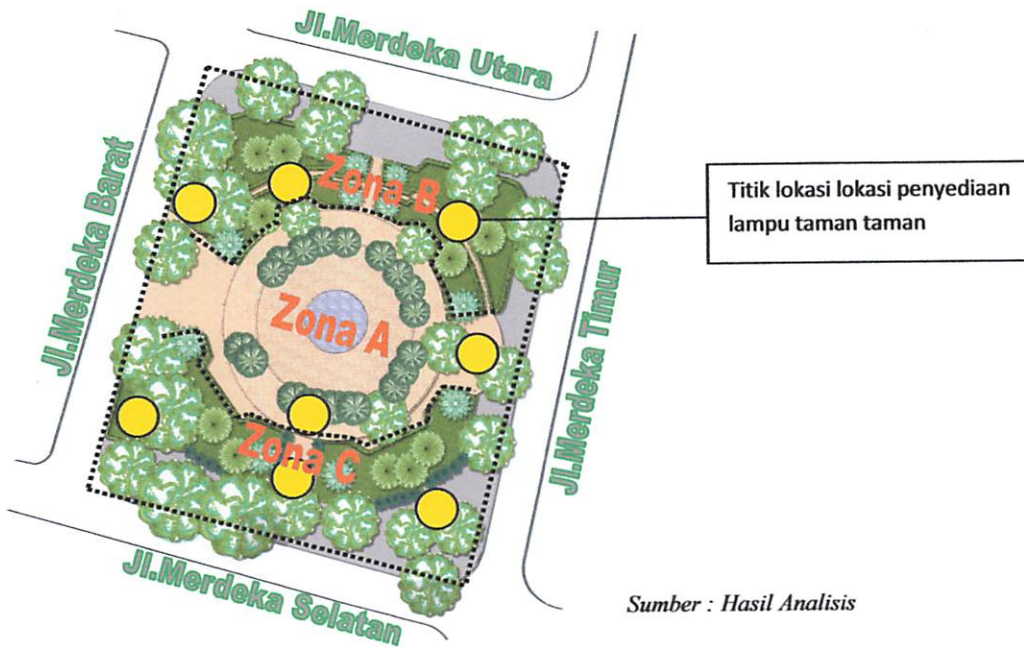 Jl.Merdeka Utara
Jl.Merdeka Barat
Zona B
Titik lokasi lokasi penyediaan
lampu taman taman
Zona A
Jl.Merdeka Timur
Zona C
Jl.Merdeka Selatan
Sumber : Hasil Analisis